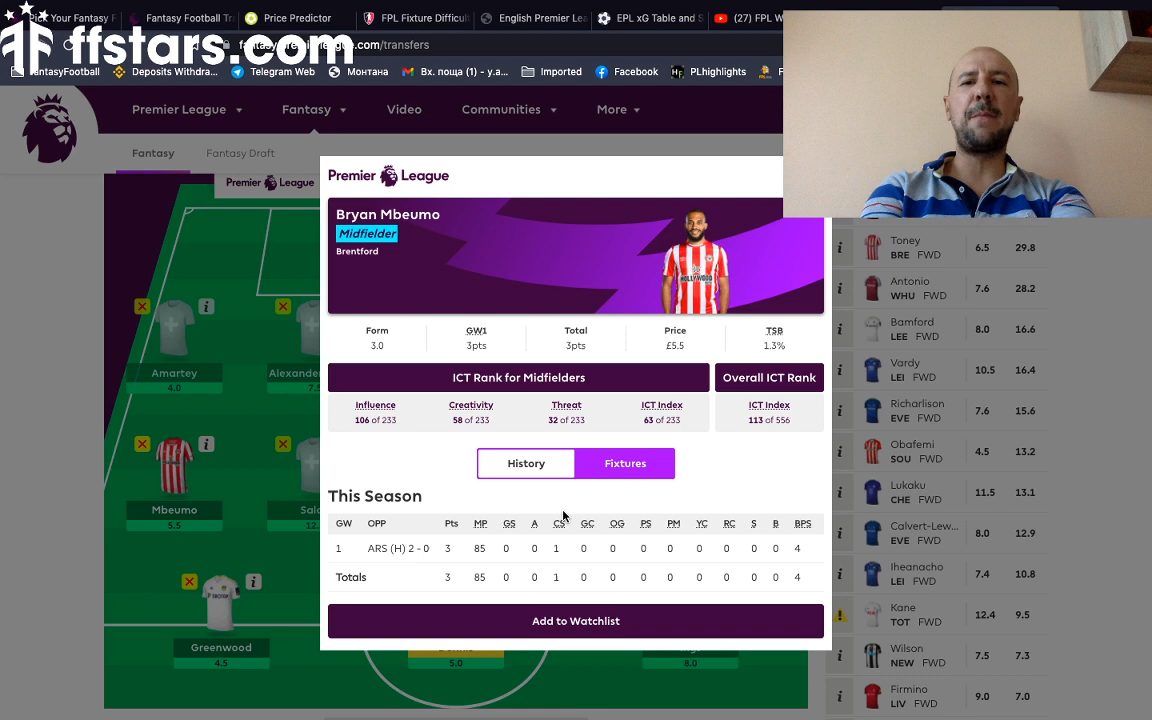 Pick Your Fantasy F
Fantasy Football Tr
Price Predictor
FPL Fixture Difficul
English Premier Lea
EPL xG Table and S
(27) FPL W
ffstars.com
.com/transfers
FantasyFootball
Deposits Withdra...
Telegram Web
Монтана
Вх. поща (1) - y.a...
Imported
Facebook
PLhighlights
Premier League
Fantasy
Video
Communities
More
Fantasy
Fantasy Draft
Premier League
Premier League
Bryan Mbeumo
Midfielder
Brentford
HOLLYWOOD
Form GW1 Total Price TSB
3.0 3pts 3pts £5.5 1.3%
ICT Rank for Midfielders
Overall ICT Rank
Influence Creativity Threat ICT Index ICT Index
106 of 233 58 of 233 32 of 233 63 of 233 113 of 556
History
Fixtures
This Season
GW OPP Pts MP GS A CS GC OG PS PM YC RC S B BPS
1 ARS (H) 2 - 0 3 85 0 0 1 0 0 0 0 0 0 0 0 4
Totals 3 85 0 0 1 0 0 0 0 0 0 0 0 4
Add to Watchlist
Amartey
4.0
Alexander
7.
Mbeumo
5.5
Sala
12.
Greenwood
4.5
5.0
8.0
Toney 6.5 29.8
BRE FWD
Antonio 7.6 28.2
WHU FWD
Bamford 8.0 16.6
LEE FWD
Vardy 10.5 16.4
LEI FWD
Richarlison 7.6 15.6
EVE FWD
Obafemi 4.5 13.2
SOU FWD
Lukaku 11.5 13.1
CHE FWD
Calvert-Lew... 8.0 12.9
EVE FWD
Iheanacho 7.4 10.8
LEI FWD
Kane 12.4 9.5
TOT FWD
Wilson 7.5 7.3
NEW FWD
Firmino 9.0 7.0
LIV FWD